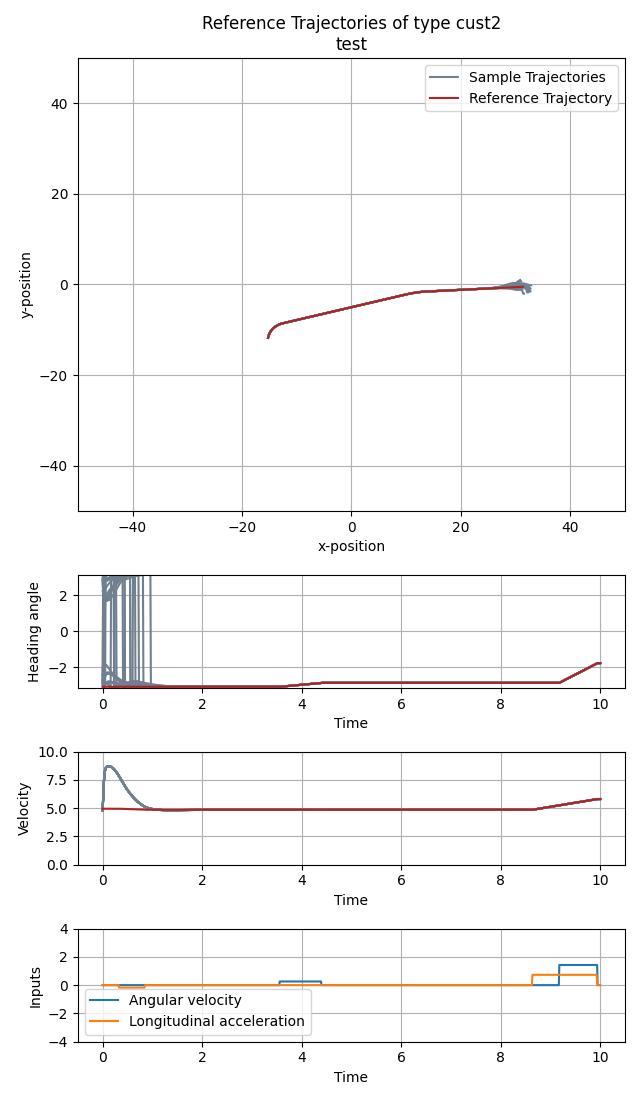 Reference Trajectories of type cust2
test
Sample Trajectories
Reference Trajectory
y-position
40
20
0
−20
−40
−40
−20
0
20
40
x-position
Heading angle
2
0
−2
0
2
4
6
8
10
Time
Velocity
10.0
7.5
5.0
2.5
0.0
0
2
4
6
8
10
Time
Inputs
4
2
0
−2
−4
Angular velocity
Longitudinal acceleration
0
2
4
6
8
10
Time